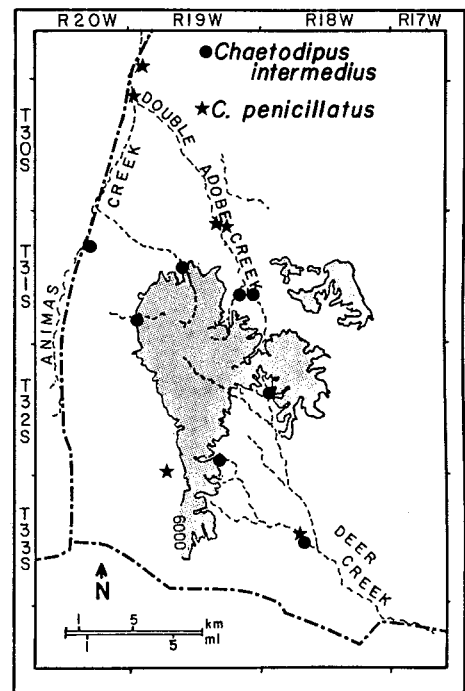 R20W R19W R18W R17W
● Chaetodipus
intermedius
★ C. penicillatus
T30S
T31S
T32S
T33S
DOUBLE ADOBE CREEK
ANIMAS CREEK
DEER CREEK
6000
N
1 5 km
1 5 mi